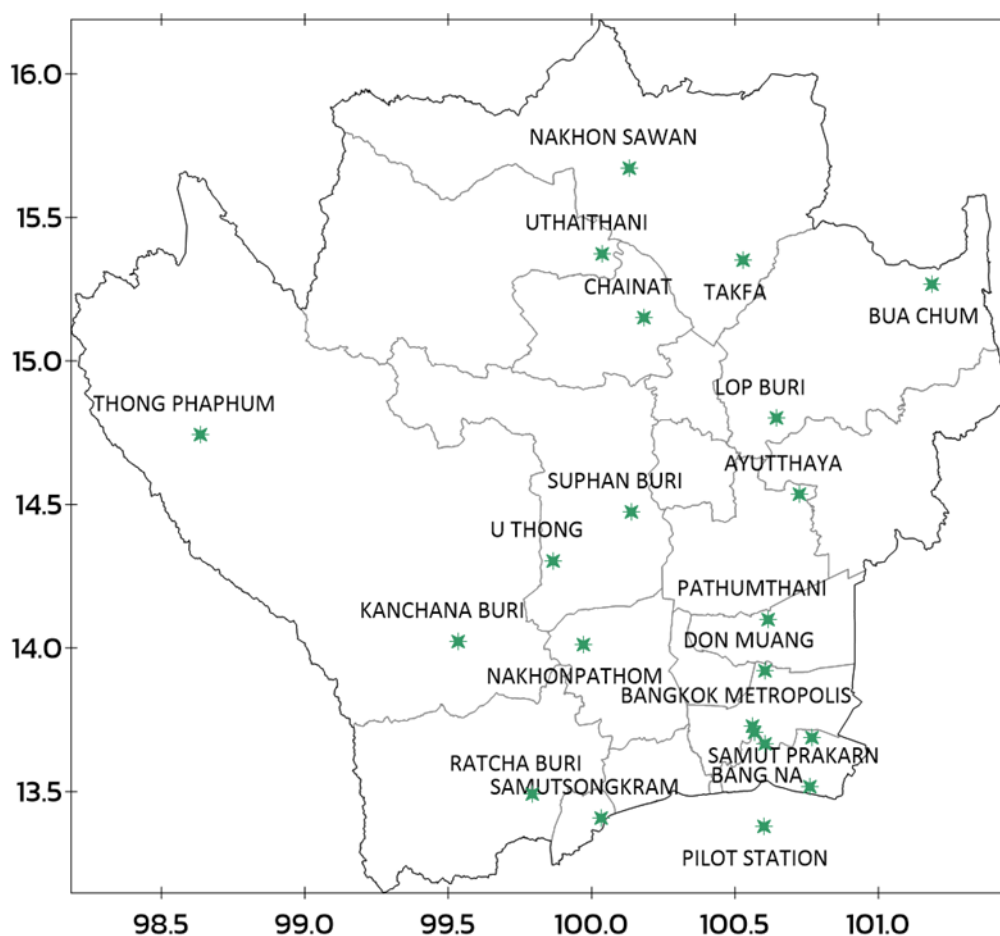 16.0
NAKHON SAWAN
15.5
UTHAITHANI
CHAINAT
TAKFA
BUA CHUM
15.0
LOP BURI
THONG PHAPHUM
AYUTTHAYA
SUPHAN BURI
14.5
U THONG
PATHUMTHANI
KANCHANA BURI
14.0
DON MUANG
NAKHONPATHOM
BANGKOK METROPOLIS
SAMUT PRAKARN
RATCHA BURI
BANG NA
SAMUTSONGKRAM
13.5
PILOT STATION
98.5 99.0 99.5 100.0 100.5 101.0